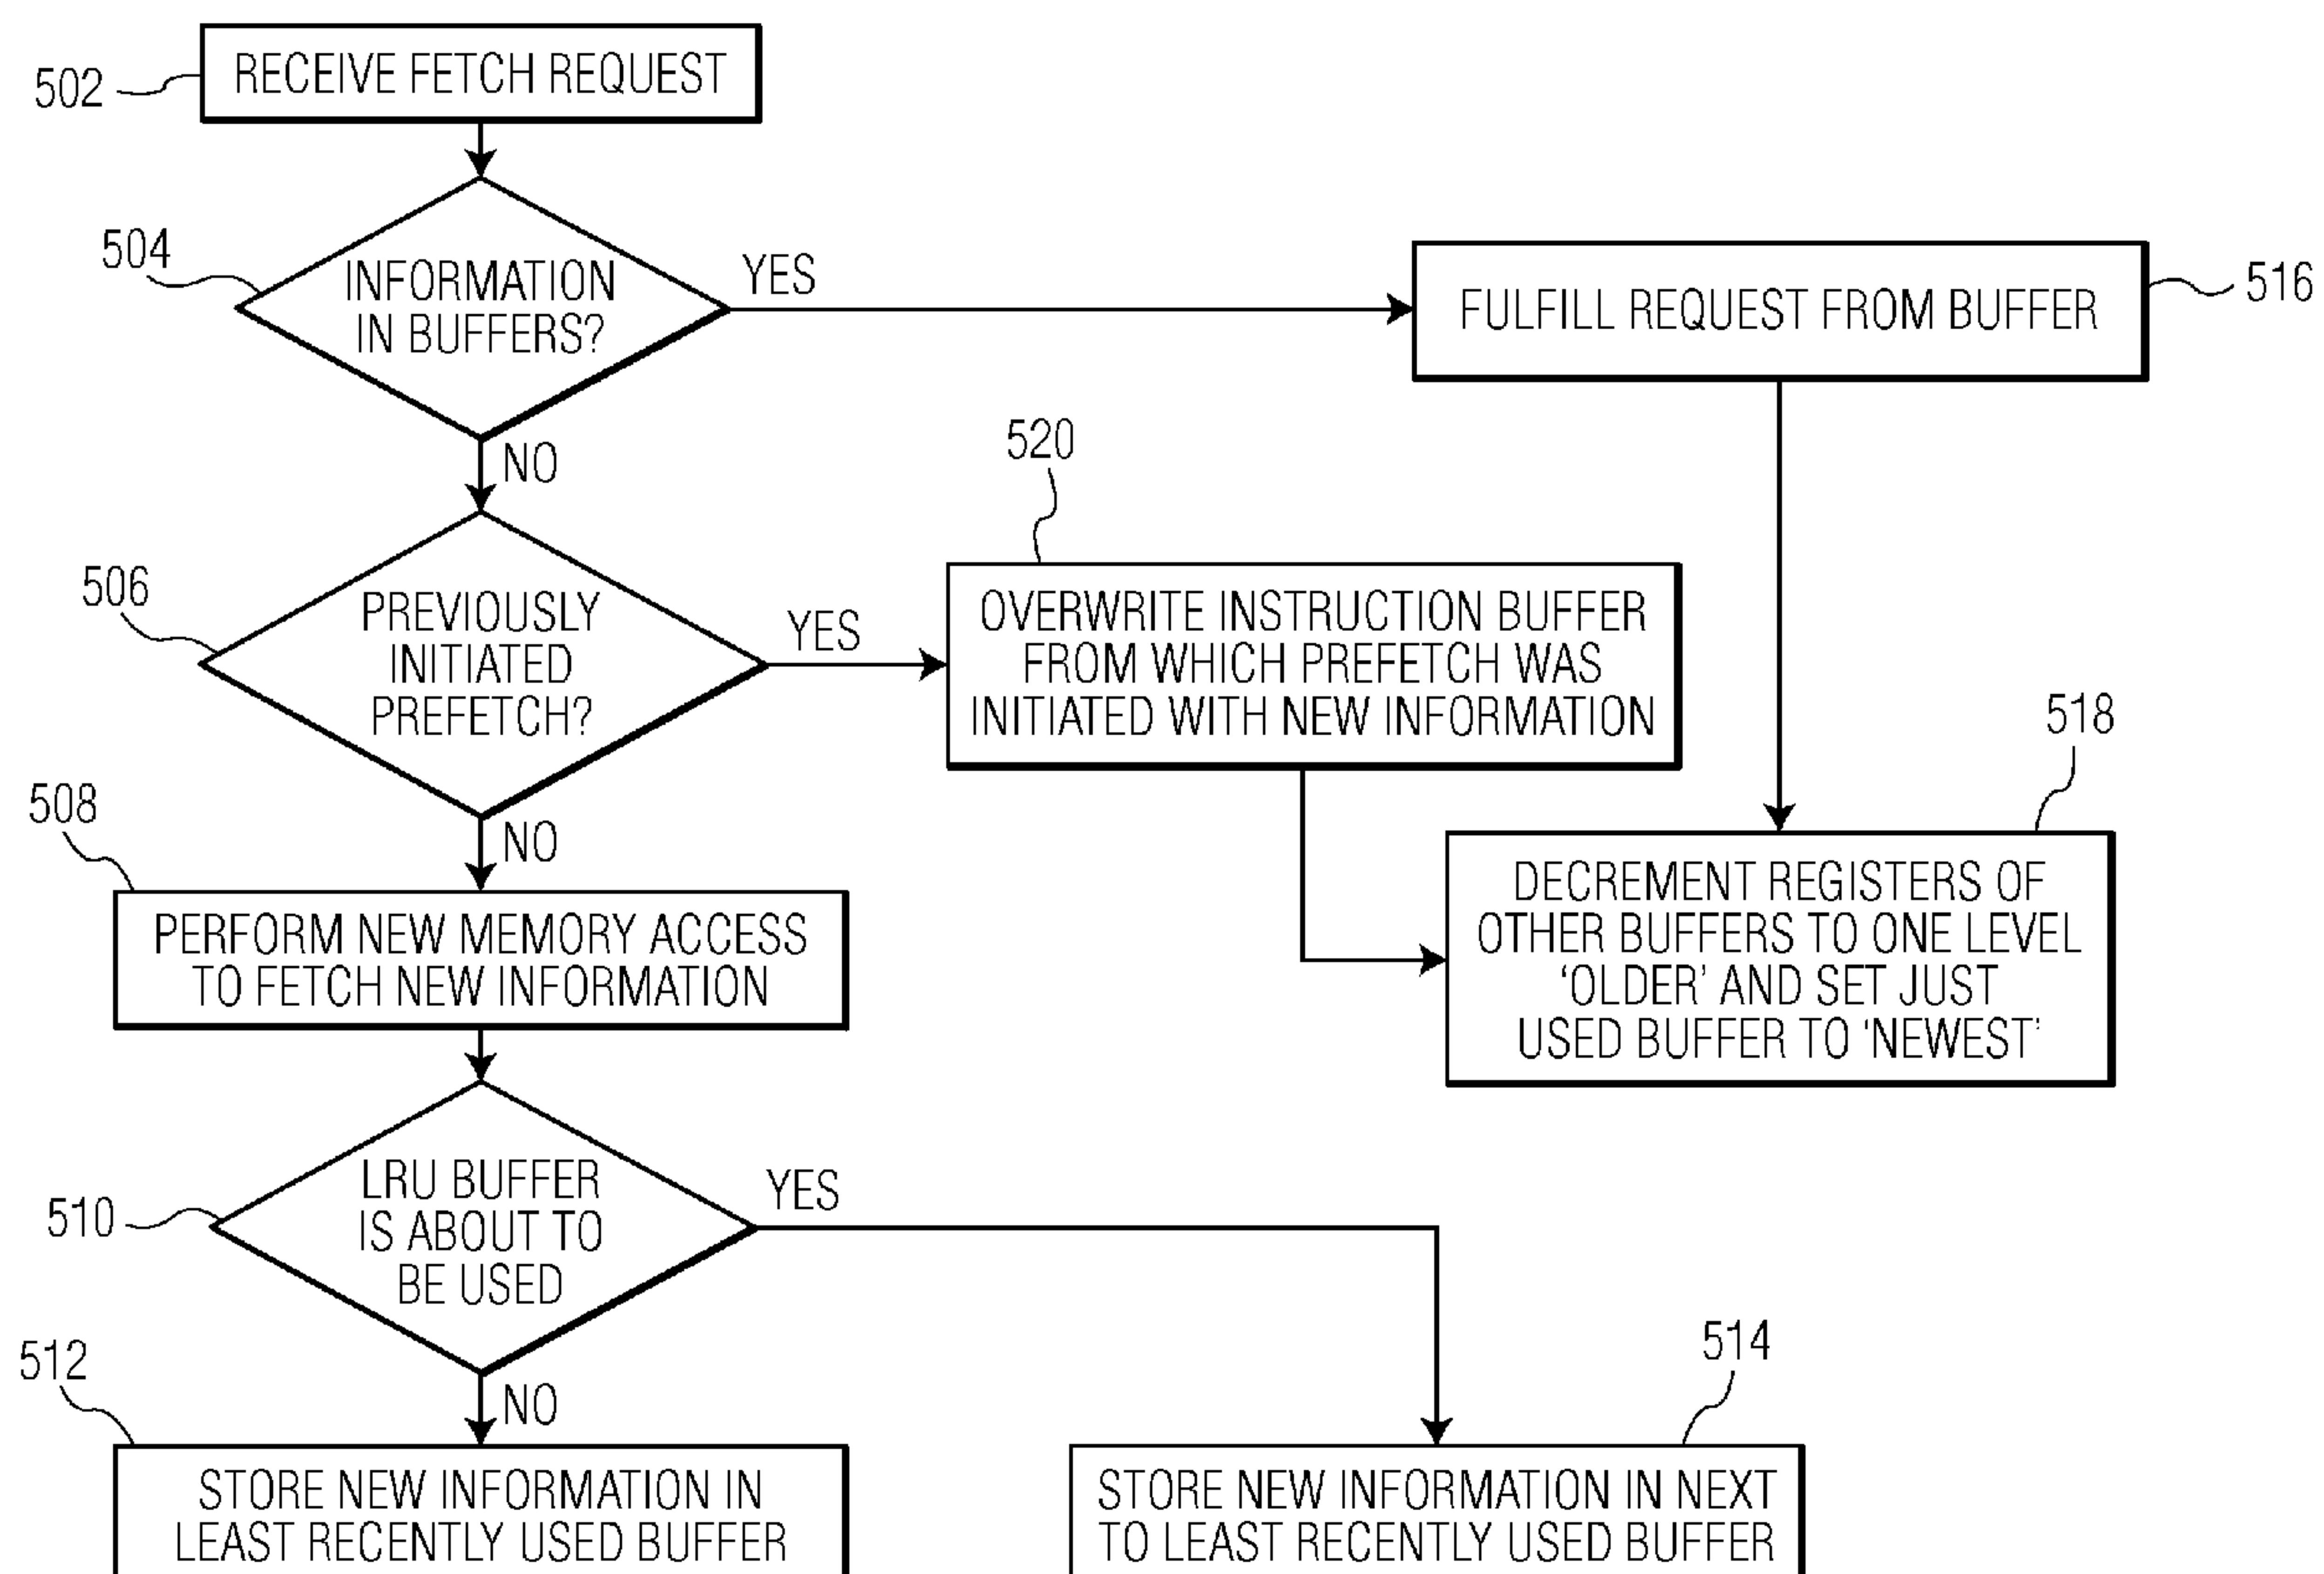 502
RECEIVE FETCH REQUEST
504
INFORMATION
IN BUFFERS?
YES
FULFILL REQUEST FROM BUFFER
516
NO
520
506
PREVIOUSLY
INITIATED
PREFETCH?
YES
OVERWRITE INSTRUCTION BUFFER
FROM WHICH PREFETCH WAS
INITIATED WITH NEW INFORMATION
518
508
NO
PERFORM NEW MEMORY ACCESS
TO FETCH NEW INFORMATION
DECREMENT REGISTERS OF
OTHER BUFFERS TO ONE LEVEL
'OLDER' AND SET JUST
USED BUFFER TO 'NEWEST'
510
LRU BUFFER
IS ABOUT TO
BE USED
YES
512
NO
514
STORE NEW INFORMATION IN
LEAST RECENTLY USED BUFFER
STORE NEW INFORMATION IN NEXT
TO LEAST RECENTLY USED BUFFER